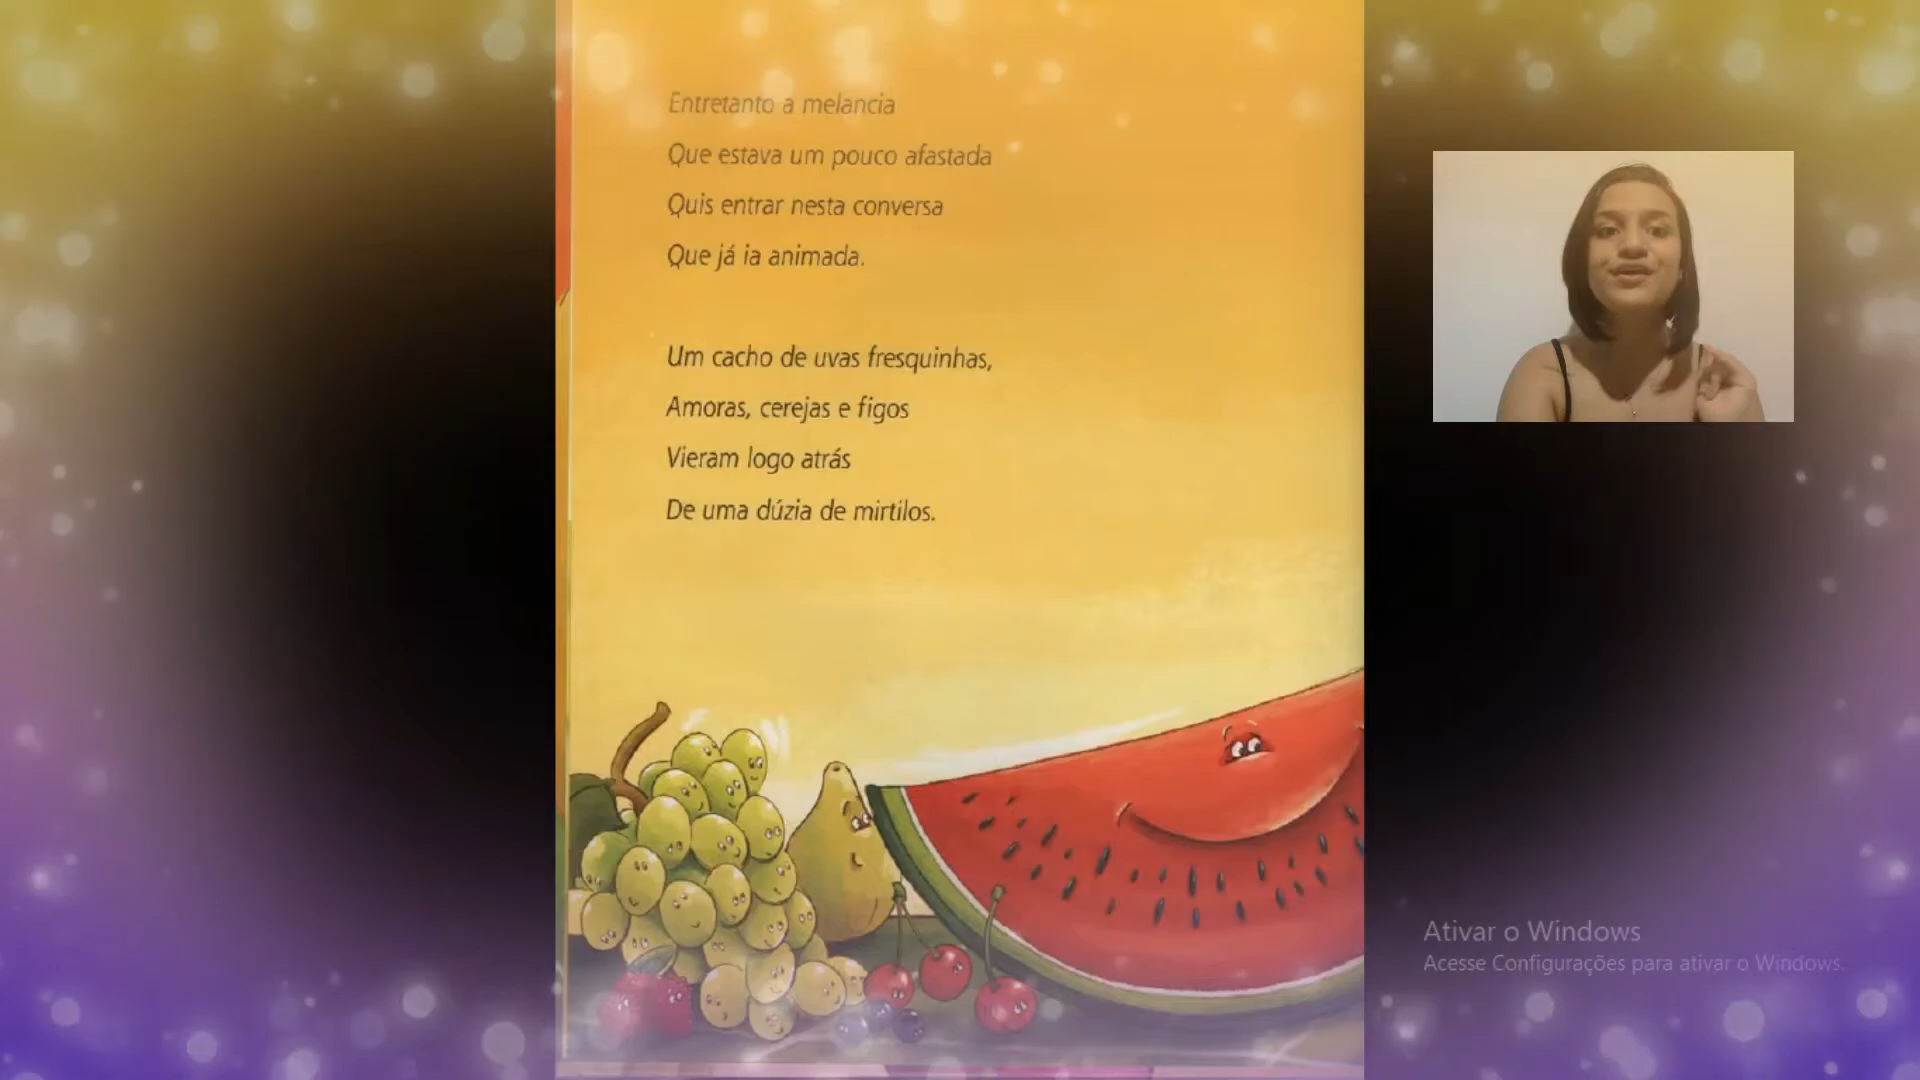 Entretanto a melancia
Que estava um pouco afastada
Quis entrar nesta conversa
Que já ia animada.
Um cacho de uvas fresquinhas,
Amoras, cerejas e figos
Vieram logo atrás
De uma dúzia de mirtilos.
Ativar o Windows
Acesse Configurações para ativar o Windows.